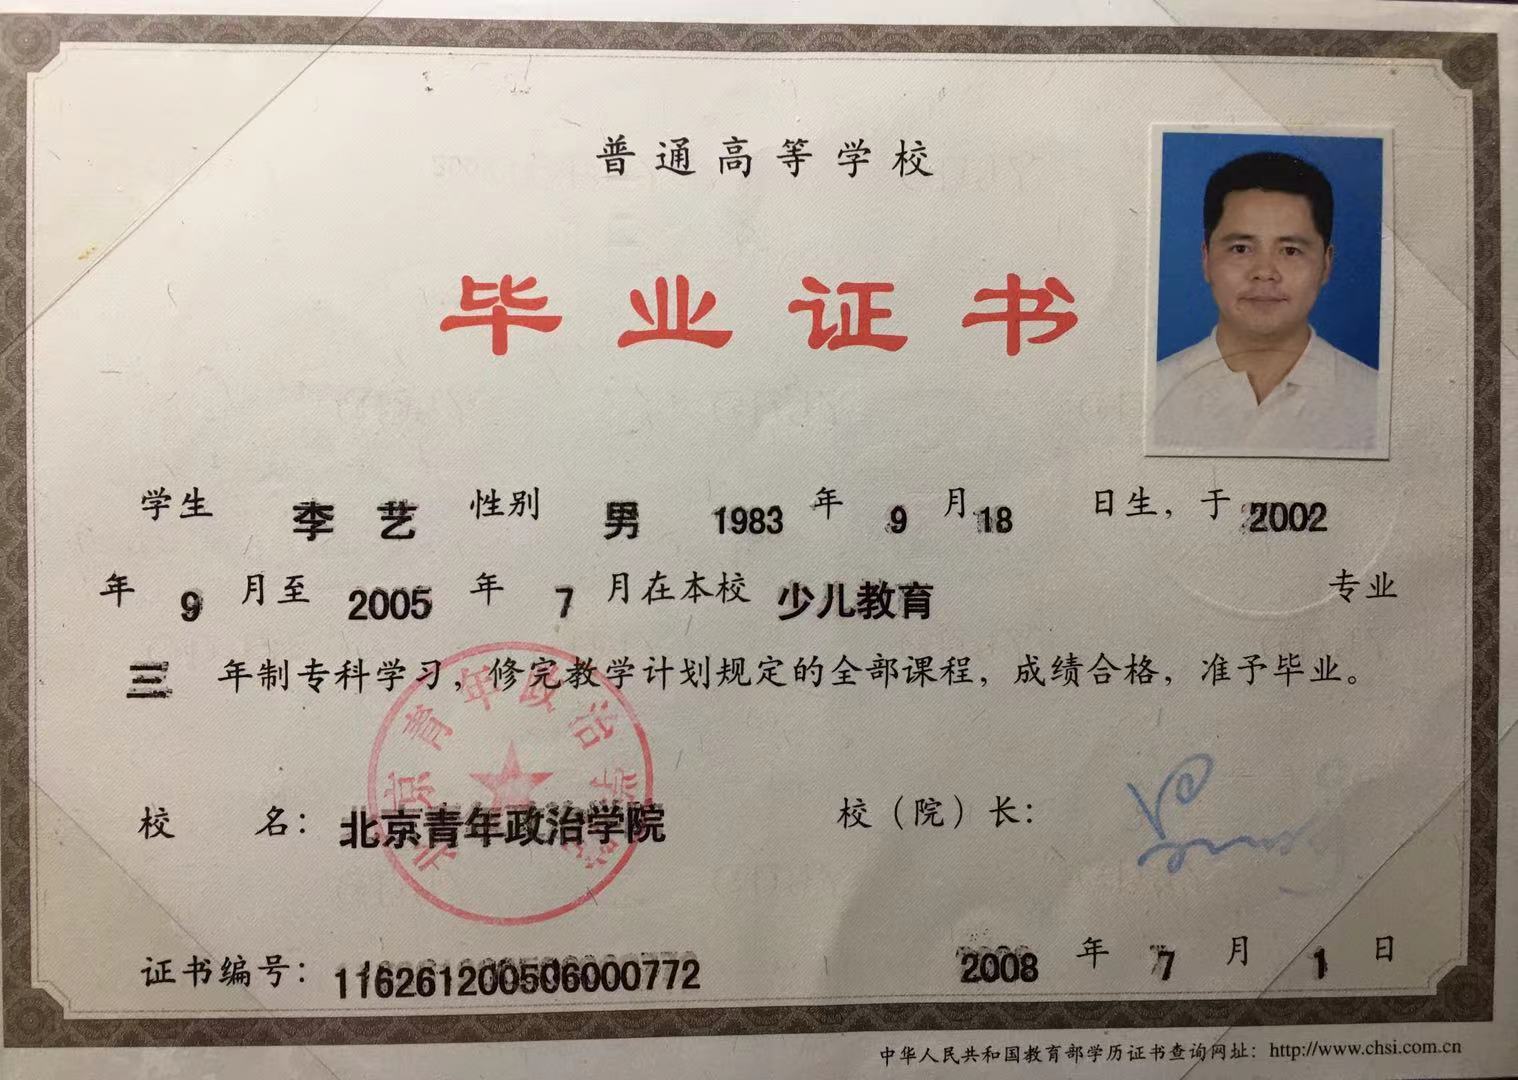 普通高等学校
毕业证书
学生 李艺 性别 男 1983 年 9 月 18 日生，于 2002
年 9 月至 2005 年 7 月在本校 少儿教育 专业
三 年制专科学习，修完教学计划规定的全部课程，成绩合格，准予毕业。
北京青年政治学院
校 名：北京青年政治学院 校（院）长：
证书编号：116261200506000772 2008 年 7 月 1 日
中华人民共和国教育部学历证书查询网址：http://www.chsi.com.cn